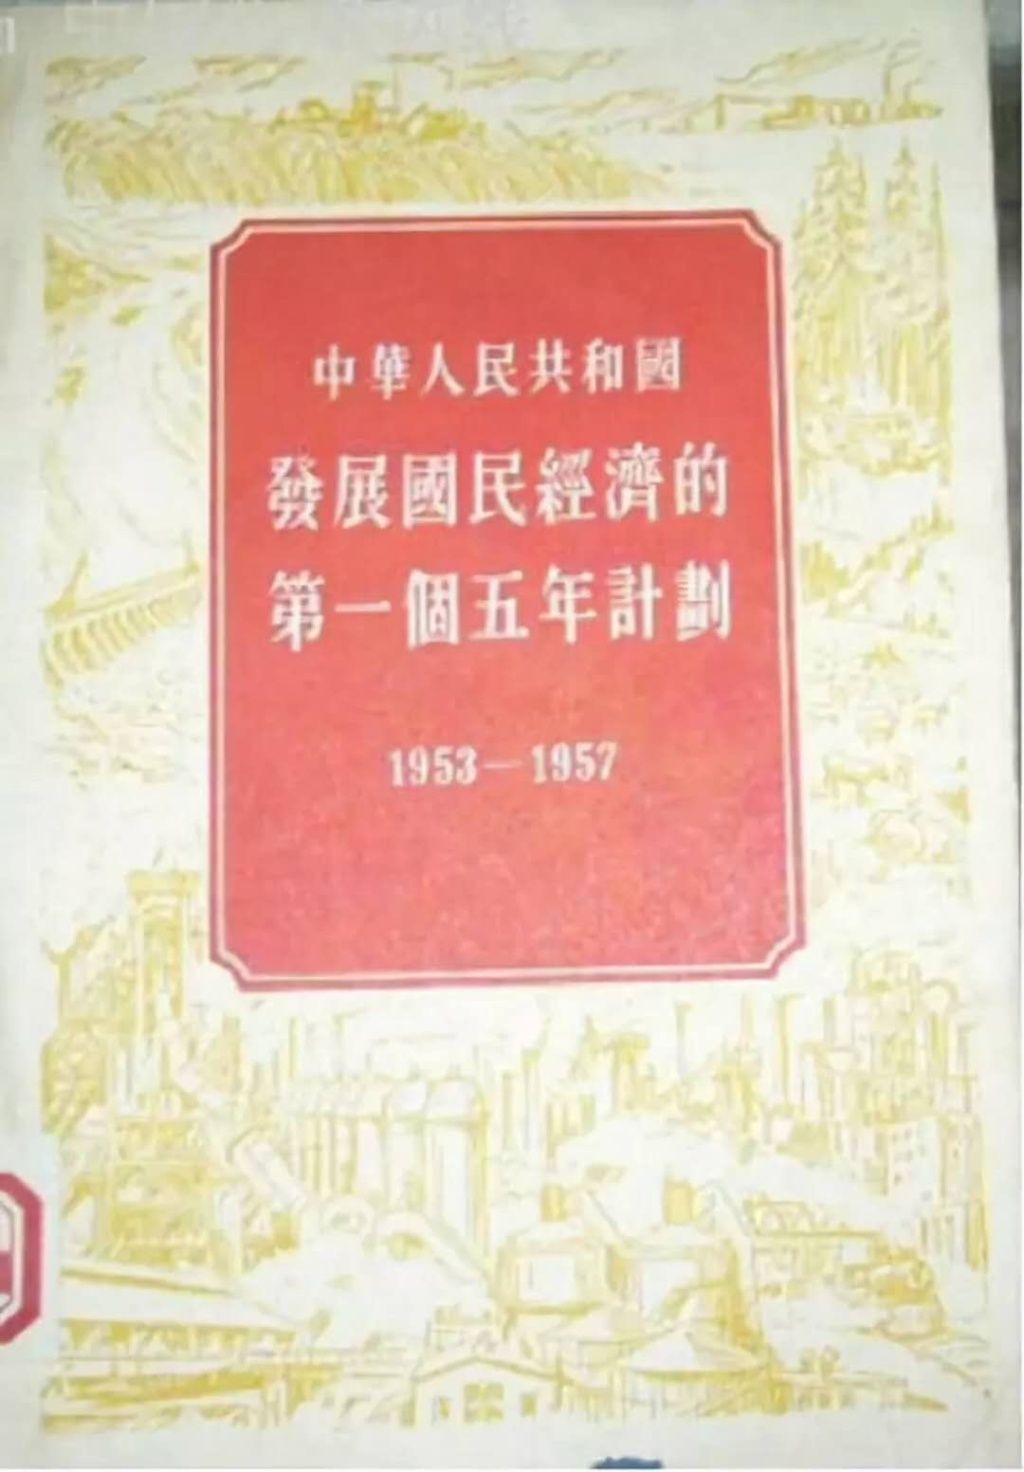 中華人民共和國
發展國民經濟的
第一個五年計劃
1953—1957